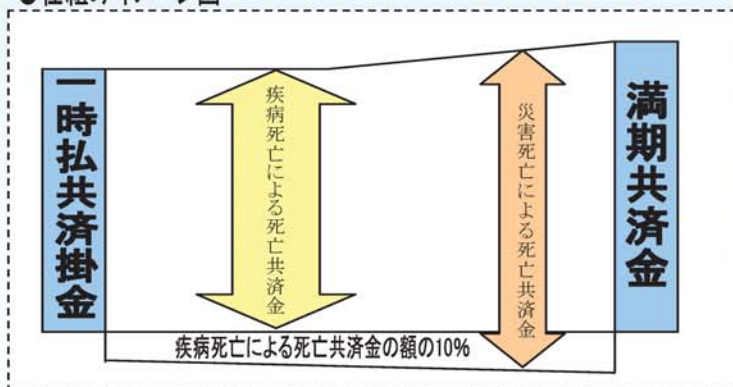 一時払共済掛金
疾病死亡による死亡共済金
災害死亡による死亡共済金
満期共済金
疾病死亡による死亡共済金の額の10%